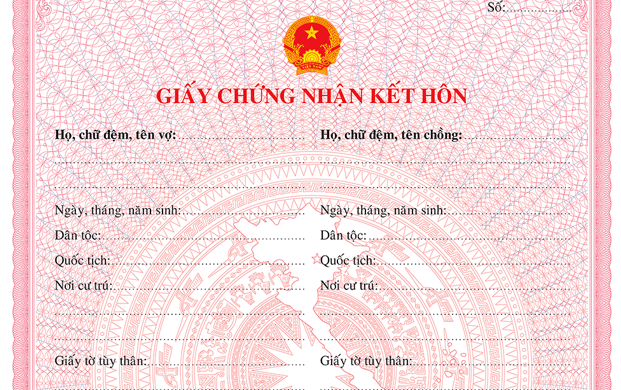 Số:
GIẤY CHỨNG NHẬN KẾT HÔN
Họ, chữ đệm, tên vợ: Họ, chữ đệm, tên chồng:
Ngày, tháng, năm sinh: Ngày, tháng, năm sinh:
Dân tộc: Dân tộc:
Quốc tịch: Quốc tịch:
Nơi cư trú: Nơi cư trú:
Giấy tờ tùy thân: Giấy tờ tùy thân: